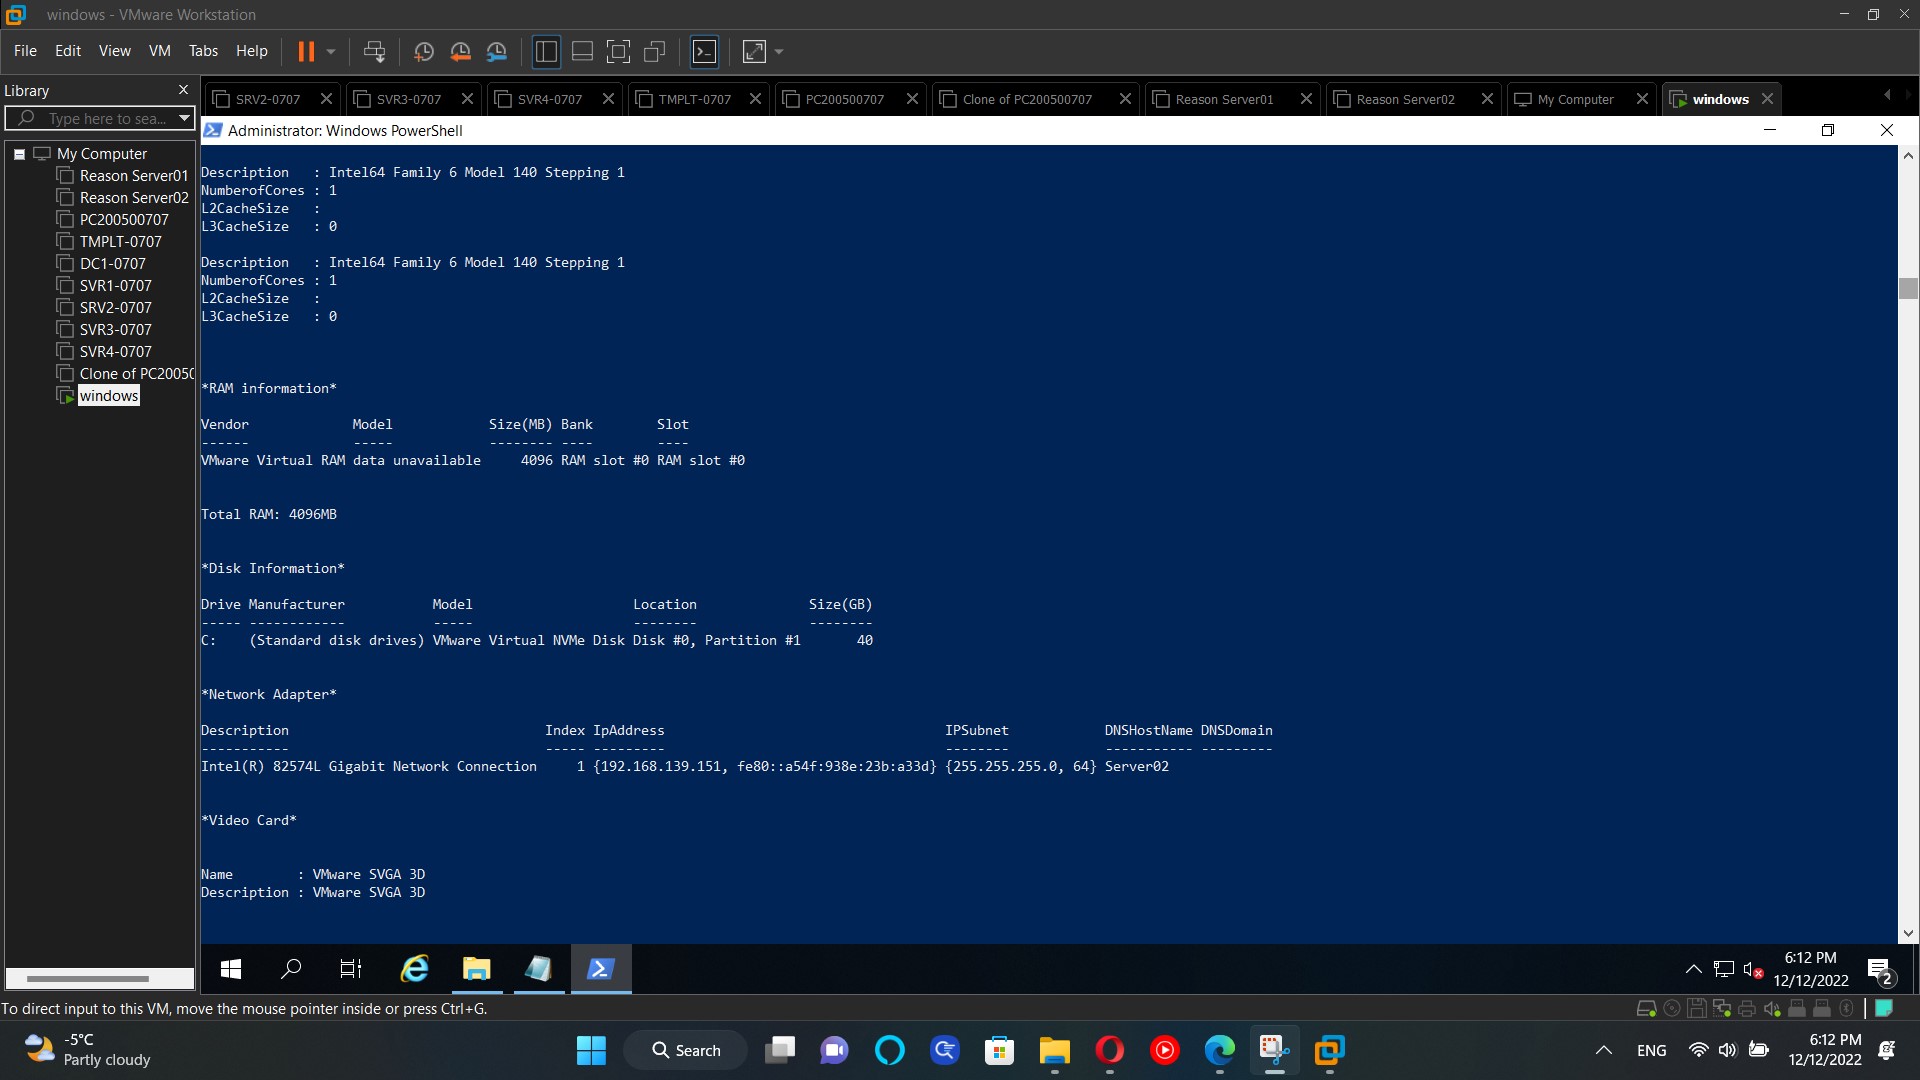 windows - VMware Workstation
File Edit View VM Tabs Help
Library
Type here to sea...
SRV2-0707
SVR3-0707
SVR4-0707
TMPLT-0707
PC200500707
Clone of PC200500707
Reason Server01
Reason Server02
My Computer
windows
My Computer
Reason Server01
Reason Server02
PC200500707
TMPLT-0707
DC1-0707
SVR1-0707
SRV2-0707
SVR3-0707
SVR4-0707
Clone of PC20050
windows
Administrator: Windows PowerShell
Description : Intel64 Family 6 Model 140 Stepping 1
NumberofCores : 1
L2CacheSize :
L3CacheSize : 0
Description : Intel64 Family 6 Model 140 Stepping 1
NumberofCores : 1
L2CacheSize :
L3CacheSize : 0
*RAM information*
Vendor Model Size(MB) Bank Slot
------ ----- -------- ---- ----
VMware Virtual RAM data unavailable 4096 RAM slot #0 RAM slot #0
Total RAM: 4096MB
*Disk Information*
Drive Manufacturer Model Location Size(GB)
----- ------------ ----- -------- --------
C: (Standard disk drives) VMware Virtual NVMe Disk Disk #0, Partition #1 40
*Network Adapter*
Description Index IpAddress IPSubnet DNSHostName DNSDomain
----------- ----- --------- -------- ----------- ---------
Intel(R) 82574L Gigabit Network Connection 1 {192.168.139.151, fe80::a54f:938e:23b:a33d} {255.255.255.0, 64} Server02
*Video Card*
Name : VMware SVGA 3D
Description : VMware SVGA 3D
6:12 PM
12/12/2022
2
To direct input to this VM, move the mouse pointer inside or press Ctrl+G.
-5°C
Partly cloudy
Search
ENG
6:12 PM
12/12/2022